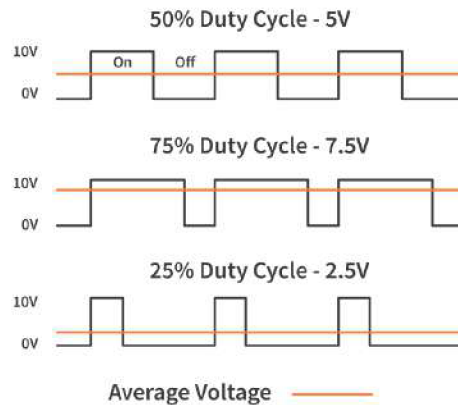 50% Duty Cycle - 5V
10V
On Off
0V
75% Duty Cycle - 7.5V
10V
0V
25% Duty Cycle - 2.5V
10V
0V
Average Voltage